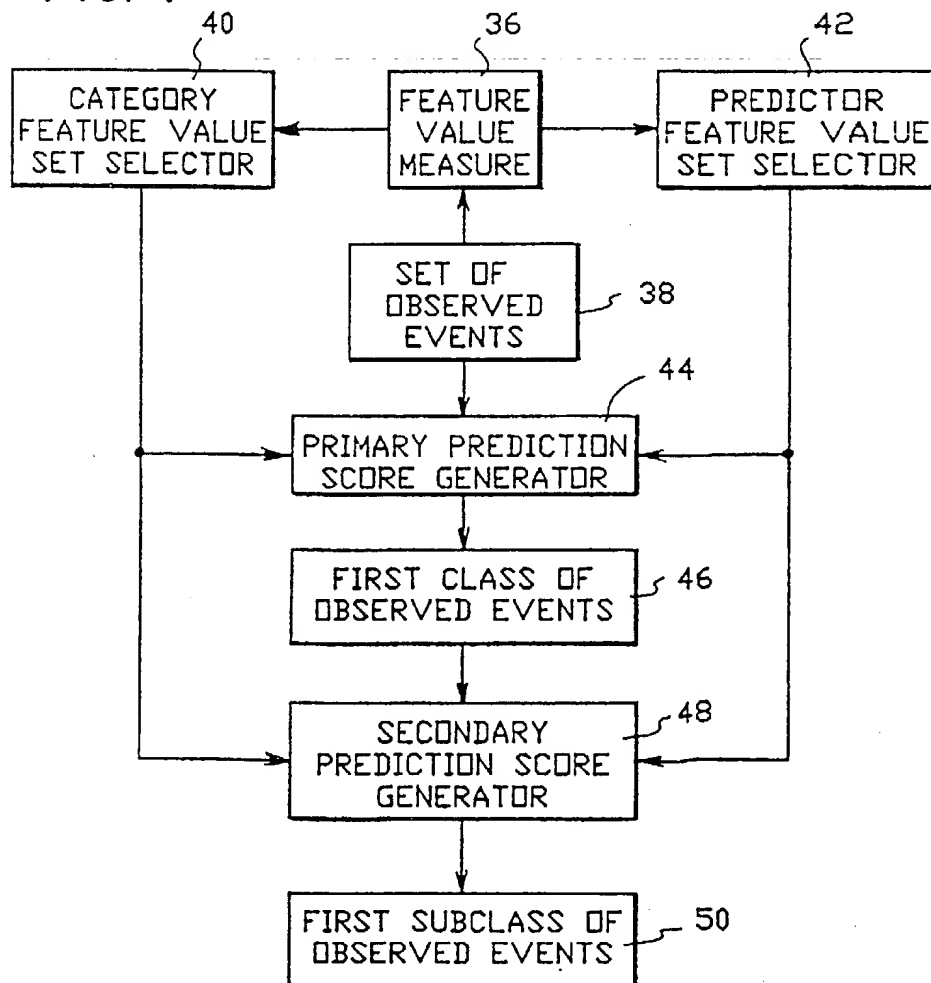 40
36
42
CATEGORY
FEATURE VALUE
SET SELECTOR
FEATURE
VALUE
MEASURE
PREDICTOR
FEATURE VALUE
SET SELECTOR
SET OF
OBSERVED
EVENTS
38
44
PRIMARY PREDICTION
SCORE GENERATOR
FIRST CLASS OF
OBSERVED EVENTS
46
SECONDARY
PREDICTION SCORE
GENERATOR
48
FIRST SUBCLASS OF
OBSERVED EVENTS
50